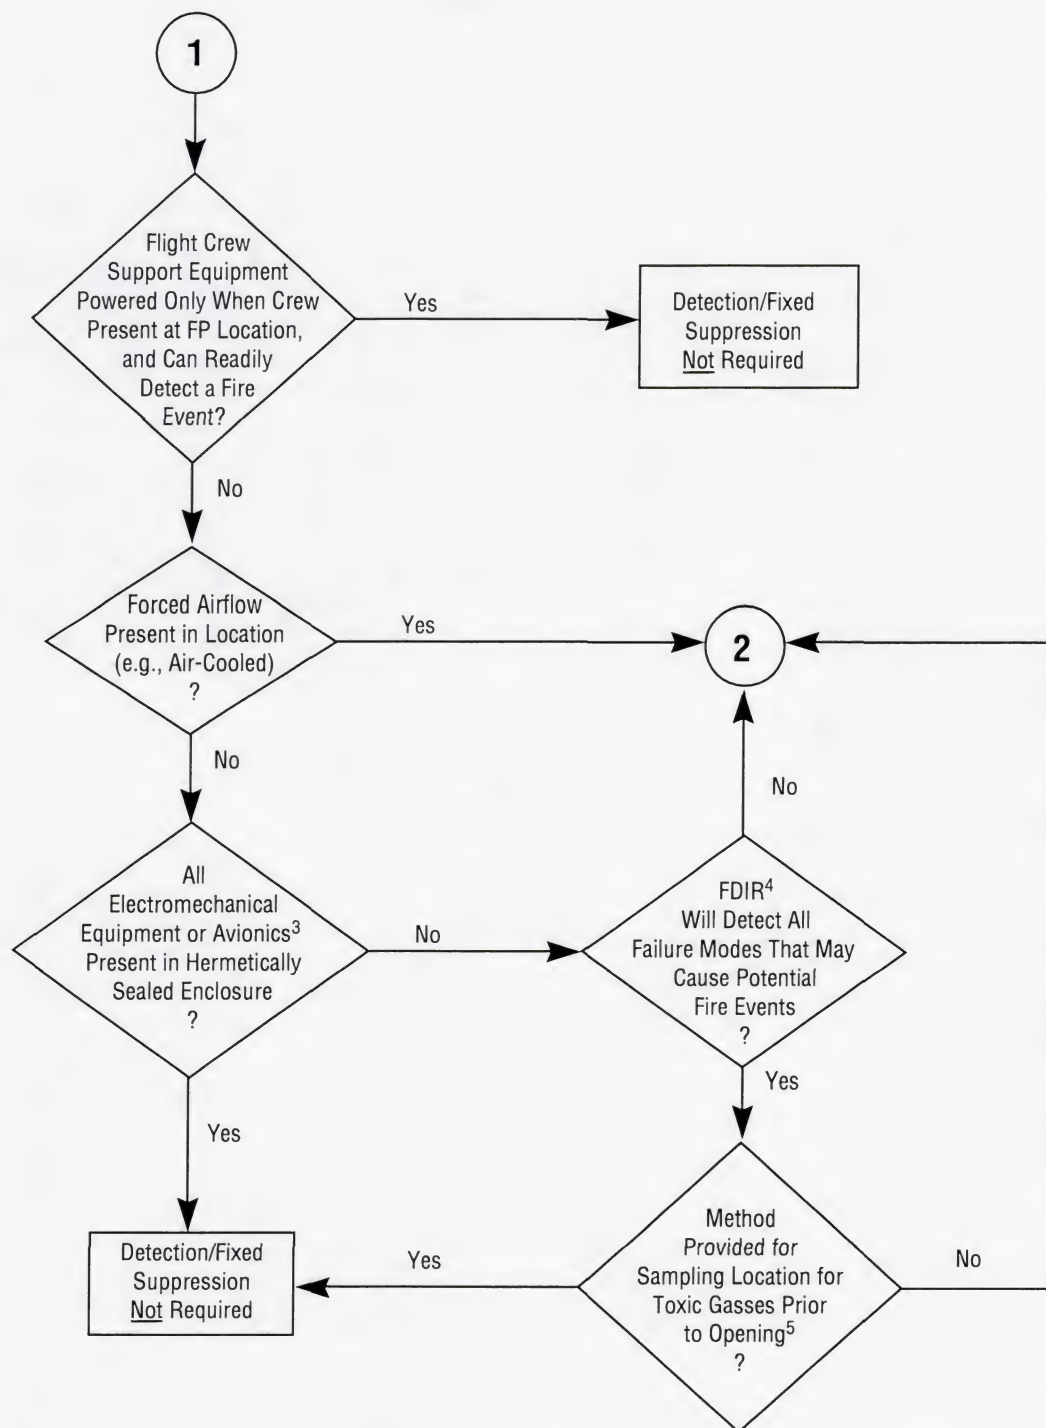 1
Flight Crew
Support Equipment
Powered Only When Crew
Present at FP Location,
and Can Readily
Detect a Fire
Event?
Yes
Detection/Fixed
Suppression
Not Required
No
Forced Airflow
Present in Location
(e.g., Air-Cooled)
?
Yes
2
No
No
All
Electromechanical
Equipment or Avionics³
Present in Hermetically
Sealed Enclosure
?
No
FDIR⁴
Will Detect All
Failure Modes That May
Cause Potential
Fire Events
?
Yes
Yes
Detection/Fixed
Suppression
Not Required
Yes
Method
Provided for
Sampling Location for
Toxic Gasses Prior
to Opening⁵
?
No